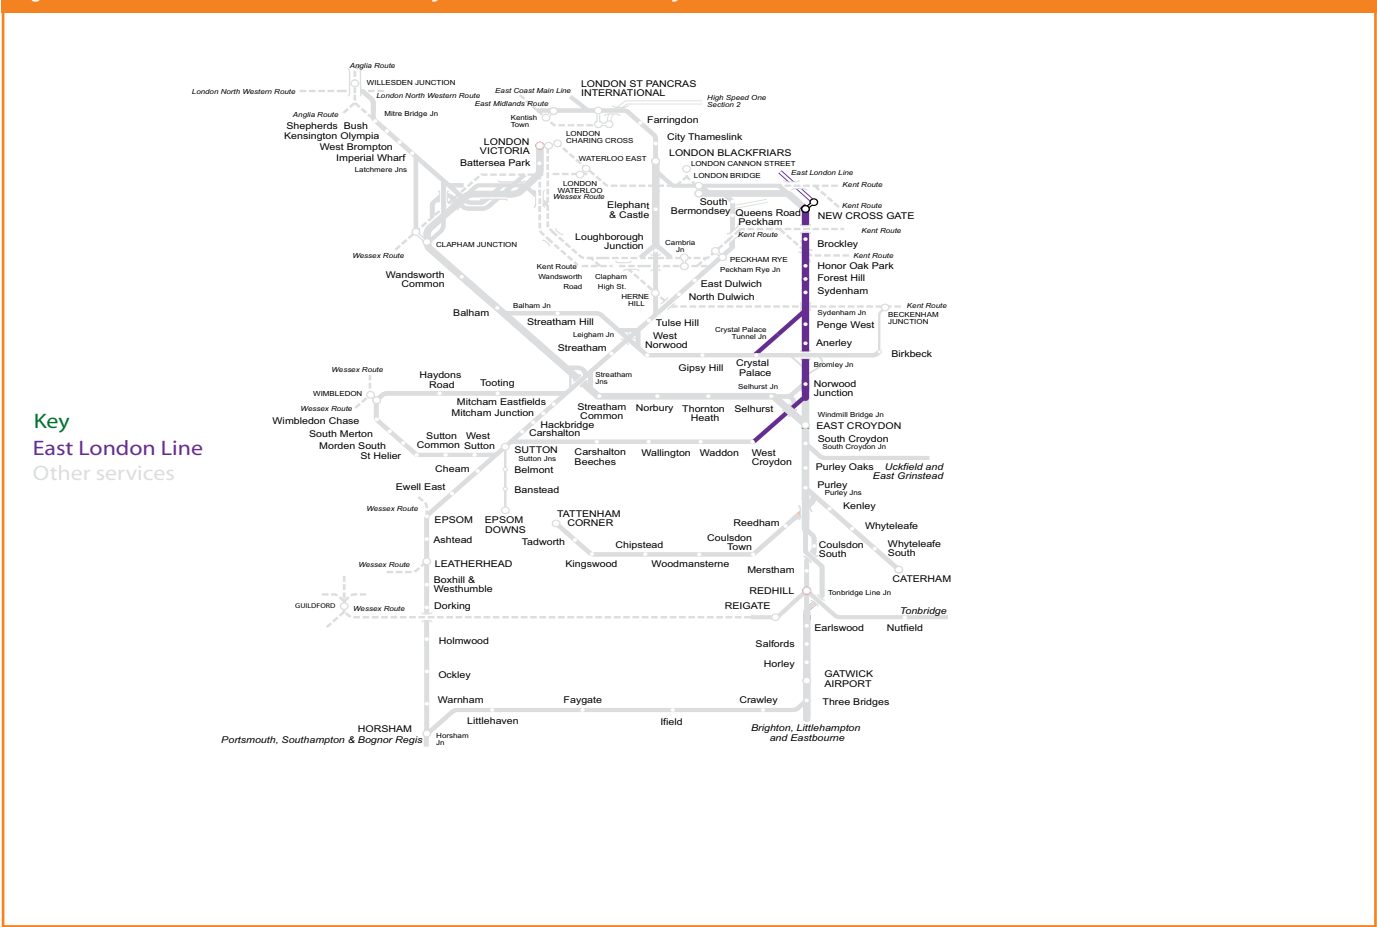 Anglia Route
WILLESDEN JUNCTION
London North Western Route
London North Western Route
Anglia Route
Mitre Bridge Jn
Shepherds Bush
Kensington Olympia
West Brompton
Imperial Wharf
Latchmere Jns
East Coast Main Line
LONDON ST PANCRAS
INTERNATIONAL
East Midlands Route
High Speed One
Section 2
Kentish
Town
Farringdon
LONDON
CHARING CROSS
City Thameslink
LONDON
VICTORIA
LONDON BLACKFRIARS
Battersea Park
WATERLOO EAST
LONDON CANNON STREET
LONDON BRIDGE
East London Line
Kent Route
LONDON
WATERLOO
Wessex Route
Elephant
& Castle
South
Bermondsey
Queens Road
Peckham
Kent Route
NEW CROSS GATE
Kent Route
Kent Route
Loughborough
Junction
Cambria
Jn
Brockley
CLAPHAM JUNCTION
Wessex Route
Kent Route
Kent Route
Wandsworth
Road
Clapham
High St.
PECKHAM RYE
Peckham Rye Jn
Honor Oak Park
Forest Hill
Sydenham
Wandsworth
Common
East Dulwich
North Dulwich
HERNE
HILL
Kent Route
BECKENHAM
JUNCTION
Balham
Balham Jn
Streatham Hill
Tulse Hill
Sydenham Jn
Penge West
Leigham Jn
West
Norwood
Crystal Palace
Tunnel Jn
Anerley
Streatham
Birkbeck
Gipsy Hill
Crystal
Palace
Bromley Jn
Wessex Route
Haydons
Road
Tooting
Streatham
Jns
Selhurst Jn
Norwood
Junction
WIMBLEDON
Wessex Route
Mitcham Eastfields
Mitcham Junction
Streatham
Common
Norbury
Thornton
Heath
Selhurst
Windmill Bridge Jn
Wimbledon Chase
Hackbridge
Carshalton
EAST CROYDON
South Merton
Morden South
St Helier
Sutton
Common
West
Sutton
SUTTON
Sutton Jns
Carshalton
Beeches
Wallington
Waddon
West
Croydon
South Croydon
South Croydon Jn
Key
East London Line
Other services
Cheam
Belmont
Purley Oaks
Uckfield and
East Grinstead
Ewell East
Banstead
Purley
Purley Jns
Kenley
Wessex Route
EPSOM
EPSOM
DOWNS
TATTENHAM
CORNER
Reedham
Whyteleafe
Ashtead
Tadworth
Chipstead
Coulsdon
Town
Coulsdon
South
Whyteleafe
South
Wessex Route
LEATHERHEAD
Kingswood
Woodmansterne
Merstham
CATERHAM
Boxhill &
Westhumble
REDHILL
Tonbridge Line Jn
GUILDFORD
Wessex Route
Dorking
REIGATE
Tonbridge
Earlswood
Nutfield
Holmwood
Salfords
Horley
Ockley
GATWICK
AIRPORT
Warnham
Faygate
Crawley
Three Bridges
Littlehaven
Ifield
HORSHAM
Portsmouth, Southampton & Bognor Regis
Horsham
Jn
Brighton, Littlehampton
and Eastbourne